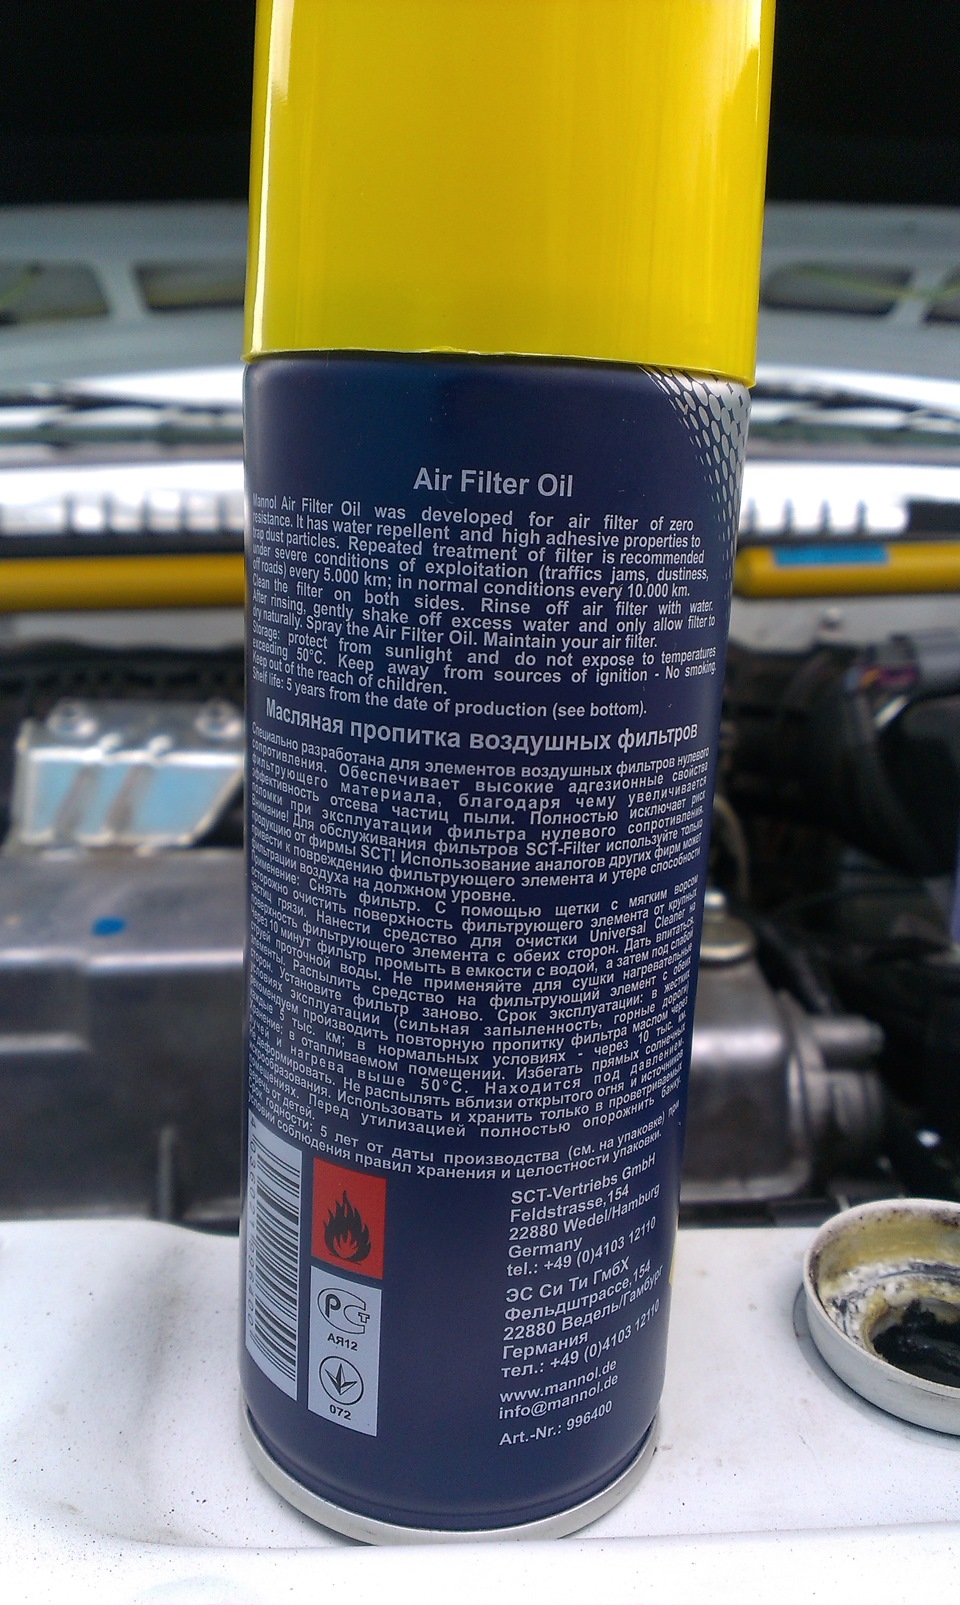 Air Filter Oil
Mannol Air Filter Oil was developed for air filter of zero
resistance. It has water repellent and high adhesive properties to
trap dust particles. Repeated treatment of filter is recommended
under severe conditions of exploitation (traffics jams, dustiness,
off roads) every 5.000 km; in normal conditions every 10.000 km.
Clean the filter on both sides. Rinse off air filter with water.
After rinsing, gently shake off excess water and only allow filter to
dry naturally. Spray the Air Filter Oil. Maintain your air filter.
Storage: protect from sunlight and do not expose to temperatures
exceeding 50°C. Keep away from sources of ignition - No smoking.
Keep out of the reach of children.
Shelf life: 5 years from the date of production (see bottom).
Масляная пропитка воздушных фильтров
Специально разработана для элементов воздушных фильтров нулевого
сопротивления. Обеспечивает высокие адгезионные свойства
фильтрующего материала, благодаря чему увеличивается
эффективность отсева частиц пыли. Полностью исключает риск
поломки при эксплуатации фильтра нулевого сопротивления.
Внимание! Для обслуживания фильтров SCT-Filter используйте только
продукцию от фирмы SCT! Использование аналогов других фирм может
привести к повреждению фильтрующего элемента и утере способности
фильтрации воздуха на должном уровне.
Применение: Снять фильтр. С помощью щетки с мягким ворсом
осторожно очистить поверхность фильтрующего элемента от крупных
частиц грязи. Нанести средство для очистки Universal Cleaner на
поверхность фильтрующего элемента с обеих сторон. Дать впитаться.
Через 10 минут фильтр промыть в емкости с водой, а затем под слабой
струей проточной воды. Не применяйте для сушки нагревательные
элементы. Распылить средство на фильтрующий элемент с обеих
сторон. Установите фильтр заново. Срок эксплуатации: в жестких
условиях эксплуатации (сильная запыленность, горные дороги)
рекомендуем производить повторную пропитку фильтра маслом через
каждые 5 тыс. км; в нормальных условиях - через 10 тыс. км.
Хранение: в отапливаемом помещении. Избегать прямых солнечных
лучей и нагрева выше 50°C. Находится под давлением.
Не деформировать. Не распылять вблизи открытого огня и источников
искрообразования. Использовать и хранить только в проветриваемых
помещениях. Перед утилизацией полностью опорожнить банку.
Беречь от детей.
Срок годности: 5 лет от даты производства (см. на упаковке) при
условии соблюдения правил хранения и целостности упаковки.
SCT-Vertriebs GmbH
Feldstrasse,154
22880 Wedel/Hamburg
Germany
tel.: +49 (0)4103 12110
ЭС Си Ти ГмбХ
Фельдштрассе,154
22880 Ведель/Гамбург
Германия
тел.: +49 (0)4103 12110
www.mannol.de
info@mannol.de
Art.-Nr.: 996400
АЯ12
072